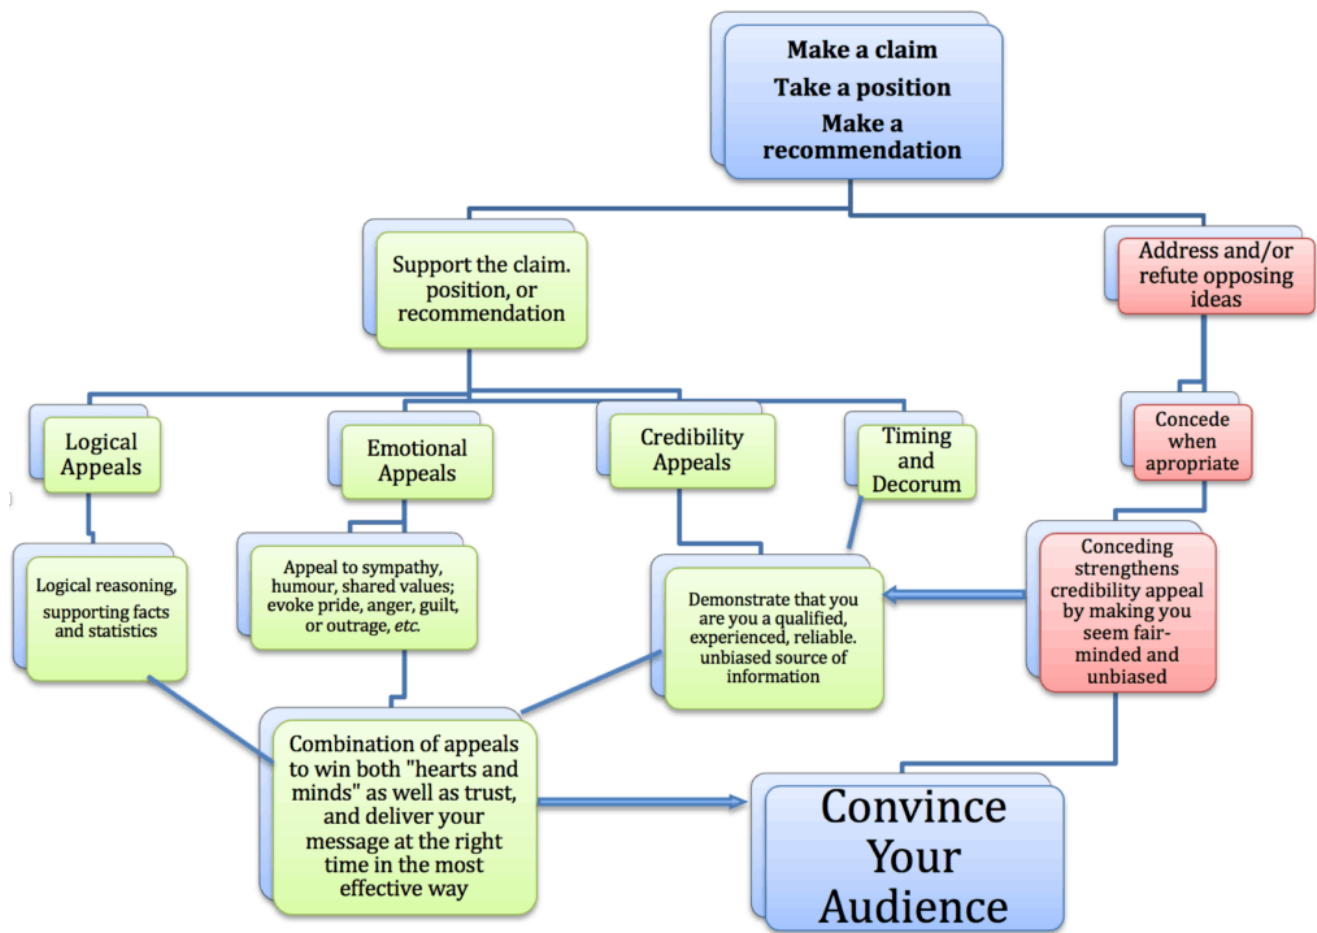 Make a claim
Take a position
Make a
recommendation
Support the claim.
position, or
recommendation
Address and/or
refute opposing
ideas
Logical
Appeals
Emotional
Appeals
Credibility
Appeals
Timing
and
Decorum
Concede
when
apropriate
Logical reasoning,
supporting facts
and statistics
Appeal to sympathy,
humour, shared values;
evoke pride, anger, guilt,
or outrage, etc.
Demonstrate that you
are you a qualified,
experienced, reliable.
unbiased source of
information
Conceding
strengthens
credibility appeal
by making you
seem fair-
minded and
unbiased
Combination of appeals
to win both "hearts and
minds" as well as trust,
and deliver your
message at the right
time in the most
effective way
Convince
Your
Audience